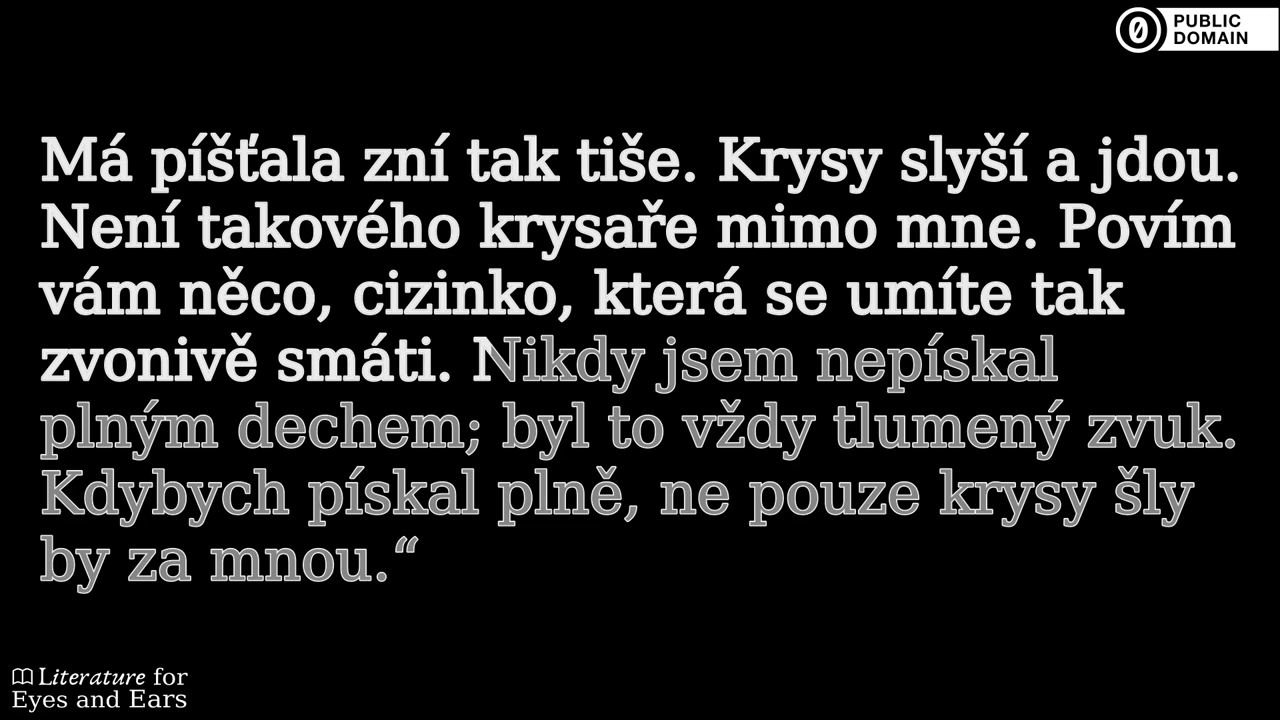 PUBLIC
DOMAIN
Má píšťala zní tak tiše. Krysy slyší a jdou.
Není takového krysaře mimo mne. Povím
vám něco, cizinko, která se umíte tak
zvonivě smáti. Nikdy jsem nepískal
plným dechem; byl to vždy tlumený zvuk.
Kdybych pískal plně, ne pouze krysy šly
by za mnou.“
Literature for
Eyes and Ears